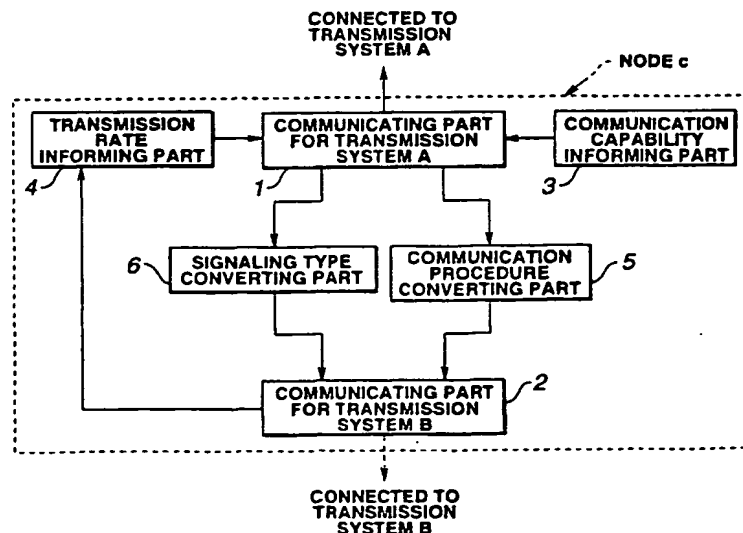 CONNECTED TO
TRANSMISSION
SYSTEM A
NODE c
TRANSMISSION
RATE
INFORMING PART
4
COMMUNICATING PART
FOR TRANSMISSION
SYSTEM A
1
COMMUNICATION
CAPABILITY
INFORMING PART
3
6
SIGNALING TYPE
CONVERTING PART
COMMUNICATION
PROCEDURE
CONVERTING PART
5
COMMUNICATING PART
FOR TRANSMISSION
SYSTEM B
2
CONNECTED TO
TRANSMISSION
SYSTEM B